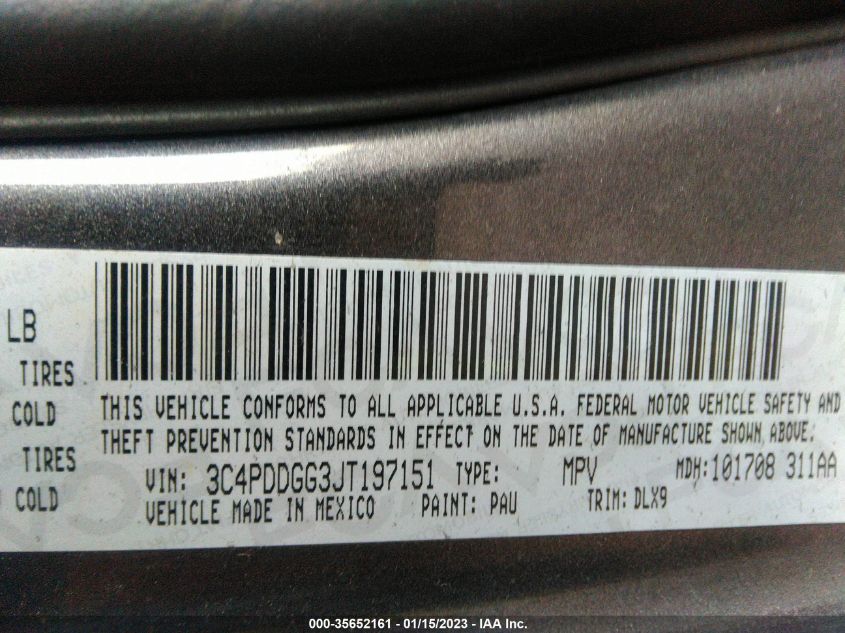 LB
TIRES
COLD
TIRES
COLD
THIS VEHICLE CONFORMS TO ALL APPLICABLE U.S.A. FEDERAL MOTOR VEHICLE SAFETY AND
THEFT PREVENTION STANDARDS IN EFFECT ON THE DATE OF MANUFACTURE SHOWN ABOVE:
VIN: 3C4PDDGG3JT197151 TYPE: MPV MDH:101708 311AA
VEHICLE MADE IN MEXICO PAINT: PAU TRIM: DLX9
000-35652161 - 01/15/2023 - IAA Inc.